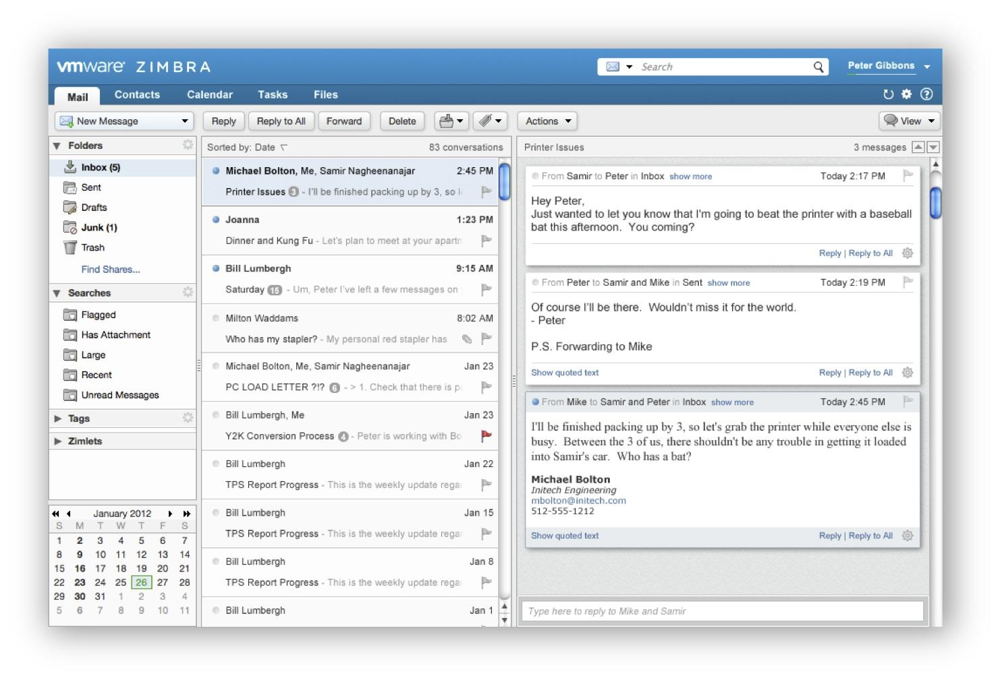 vmware® ZIMBRA
Search
Peter Gibbons
Mail Contacts Calendar Tasks Files
New Message
Reply Reply to All Forward Delete Actions View
Folders
Inbox (5)
Sent
Drafts
Junk (1)
Trash
Find Shares...
Searches
Flagged
Has Attachment
Large
Recent
Unread Messages
Tags
Zimlets
January 2012
S M T W T F S
1 2 3 4 5 6 7
8 9 10 11 12 13 14
15 16 17 18 19 20 21
22 23 24 25 26 27 28
29 30 31 1 2 3 4
5 6 7 8 9 10 11
Sorted by: Date 83 conversations
Michael Bolton, Me, Samir Nagheenanajar 2:45 PM
Printer Issues 3 - I'll be finished packing up by 3, so l
Joanna 1:23 PM
Dinner and Kung Fu - Let's plan to meet at your apartm
Bill Lumbergh 9:15 AM
Saturday 15 - Um, Peter I've left a few messages on
Milton Waddams 8:02 AM
Who has my stapler? - My personal red stapler has
Michael Bolton, Me, Samir Nagheenanajar Jan 23
PC LOAD LETTER ?!? 6 - > 1. Check that there is p
Bill Lumbergh, Me Jan 23
Y2K Conversion Process 4 - Peter is working with Bo
Bill Lumbergh Jan 22
TPS Report Progress - This is the weekly update rega
Bill Lumbergh Jan 15
TPS Report Progress - This is the weekly update rega
Bill Lumbergh Jan 8
TPS Report Progress - This is the weekly update rega
Bill Lumbergh Jan 1
Printer Issues 3 messages
From Samir to Peter in Inbox show more Today 2:17 PM
Hey Peter,
Just wanted to let you know that I'm going to beat the printer with a baseball
bat this afternoon. You coming?
Reply | Reply to All
From Peter to Samir and Mike in Sent show more Today 2:19 PM
Of course I'll be there. Wouldn't miss it for the world.
- Peter
P.S. Forwarding to Mike
Show quoted text Reply | Reply to All
From Mike to Samir and Peter in Inbox show more Today 2:45 PM
I'll be finished packing up by 3, so let's grab the printer while everyone else is
busy. Between the 3 of us, there shouldn't be any trouble in getting it loaded
into Samir's car. Who has a bat?
Michael Bolton
Initech Engineering
mbolton@initech.com
512-555-1212
Show quoted text Reply | Reply to All
Type here to reply to Mike and Samir